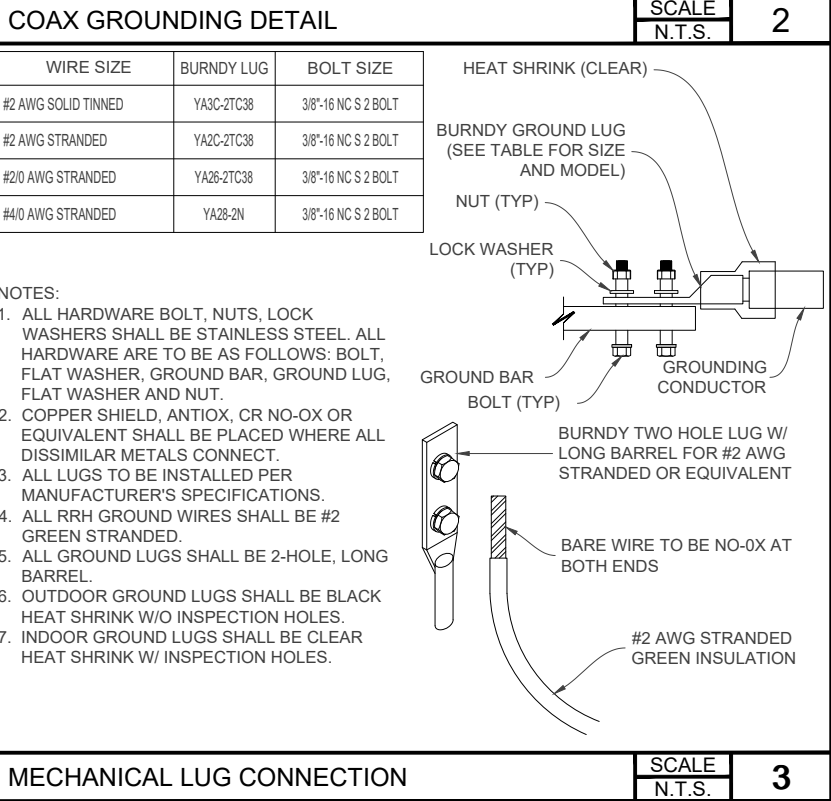 COAX GROUNDING DETAIL
SCALE
N.T.S.
2
WIRE SIZE BURNDY LUG BOLT SIZE
#2 AWG SOLID TINNED YA3C-2TC38 3/8"-16 NC S 2 BOLT
#2 AWG STRANDED YA2C-2TC38 3/8"-16 NC S 2 BOLT
#2/0 AWG STRANDED YA26-2TC38 3/8"-16 NC S 2 BOLT
#4/0 AWG STRANDED YA28-2N 3/8"-16 NC S 2 BOLT
HEAT SHRINK (CLEAR)
BURNDY GROUND LUG
(SEE TABLE FOR SIZE
AND MODEL)
NUT (TYP)
LOCK WASHER
(TYP)
GROUND BAR
BOLT (TYP)
GROUNDING
CONDUCTOR
NOTES:
1. ALL HARDWARE BOLT, NUTS, LOCK
WASHERS SHALL BE STAINLESS STEEL. ALL
HARDWARE ARE TO BE AS FOLLOWS: BOLT,
FLAT WASHER, GROUND BAR, GROUND LUG,
FLAT WASHER AND NUT.
2. COPPER SHIELD, ANTIOX, CR NO-OX OR
EQUIVALENT SHALL BE PLACED WHERE ALL
DISSIMILAR METALS CONNECT.
3. ALL LUGS TO BE INSTALLED PER
MANUFACTURER'S SPECIFICATIONS.
4. ALL RRH GROUND WIRES SHALL BE #2
GREEN STRANDED.
5. ALL GROUND LUGS SHALL BE 2-HOLE, LONG
BARREL.
6. OUTDOOR GROUND LUGS SHALL BE BLACK
HEAT SHRINK W/O INSPECTION HOLES.
7. INDOOR GROUND LUGS SHALL BE CLEAR
HEAT SHRINK W/ INSPECTION HOLES.
BURNDY TWO HOLE LUG W/
LONG BARREL FOR #2 AWG
STRANDED OR EQUIVALENT
BARE WIRE TO BE NO-0X AT
BOTH ENDS
#2 AWG STRANDED
GREEN INSULATION
MECHANICAL LUG CONNECTION
SCALE
N.T.S.
3